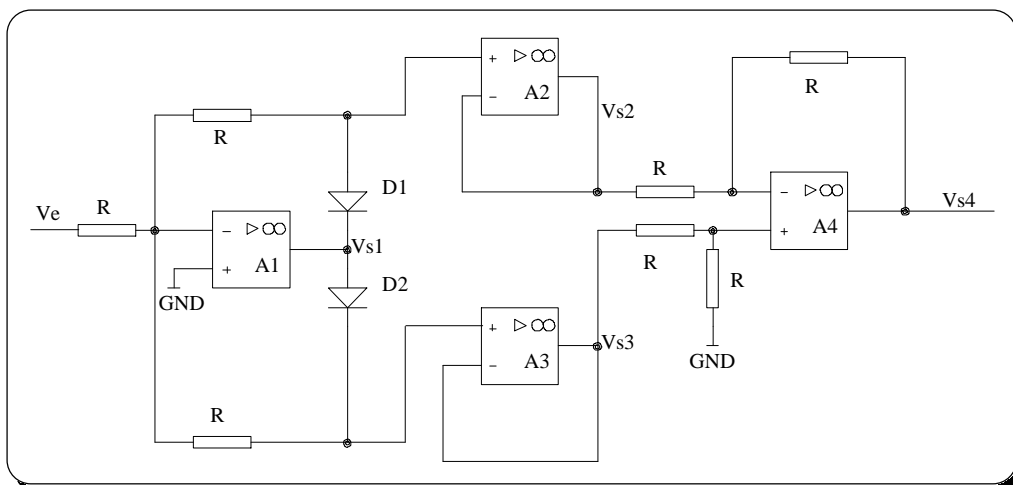 +
▷ ∞
A2
−
Vs2
R
R
D1
R
Ve
R
−
▷ ∞
A1
+
GND
Vs1
D2
−
▷ ∞
A4
+
Vs4
R
R
GND
+
▷ ∞
A3
−
Vs3
R